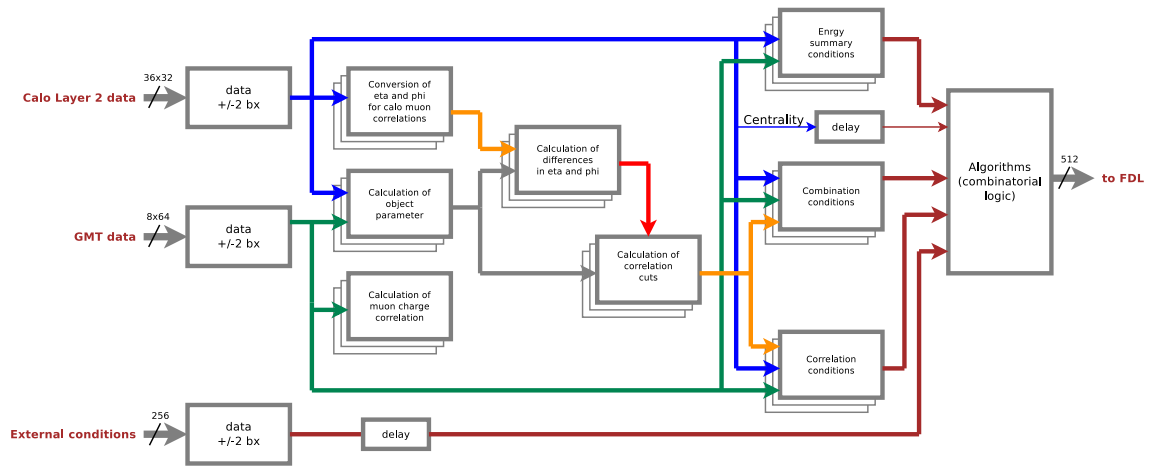 36x32
Calo Layer 2 data
data
+/-2 bx
Conversion of
eta and phi
for calo muon
correlations
Calculation of
differences
in eta and phi
Enrgy
summary
conditions
Centrality
delay
8x64
GMT data
data
+/-2 bx
Calculation of
object
parameter
Calculation of
correlation
cuts
Combination
conditions
Algorithms
(combinatorial
logic)
512
to FDL
Calculation of
muon charge
correlation
Correlation
conditions
256
External conditions
data
+/-2 bx
delay